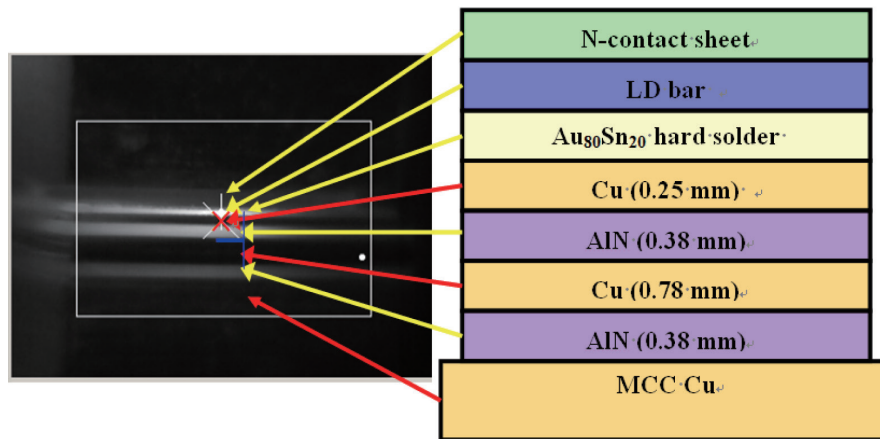 N-contact sheet
LD bar
Au₈₀Sn₂₀ hard solder
Cu (0.25 mm)
AlN (0.38 mm)
Cu (0.78 mm)
AlN (0.38 mm)
MCC Cu